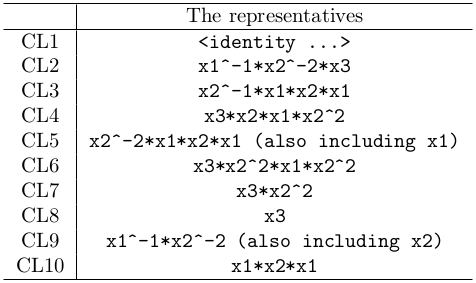 The representatives
CL1 <identity ...>
CL2 x1^-1*x2^-2*x3
CL3 x2^-1*x1*x2*x1
CL4 x3*x2*x1*x2^2
CL5 x2^-2*x1*x2*x1 (also including x1)
CL6 x3*x2^2*x1*x2^2
CL7 x3*x2^2
CL8 x3
CL9 x1^-1*x2^-2 (also including x2)
CL10 x1*x2*x1